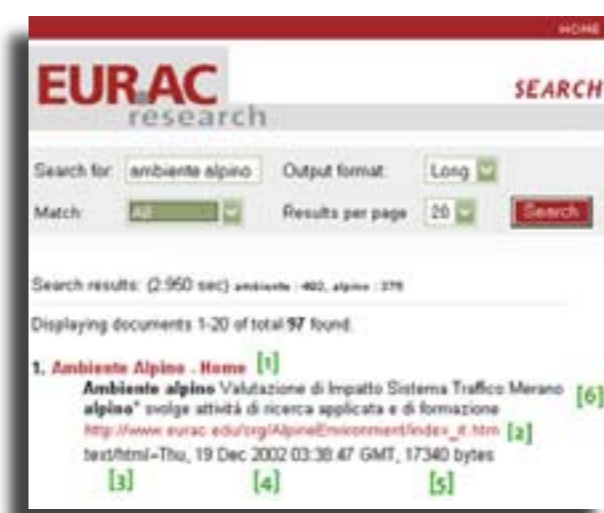 HOME
EURAC
research
SEARCH
Search for: ambiente alpino Output format: Long
Match: All Results per page 20 Search
Search results: (2.950 sec) ambiente : 402, alpino : 375
Displaying documents 1-20 of total 97 found.
1. Ambiente Alpino - Home [1]
Ambiente alpino Valutazione di Impatto Sistema Traffico Merano
alpino" svolge attività di ricerca applicata e di formazione [6]
http://www.eurac.edu/org/AlpineEnvironment/index_it.htm [2]
text/html-Thu, 19 Dec 2002 03:38:47 GMT, 17340 bytes
[3] [4] [5]